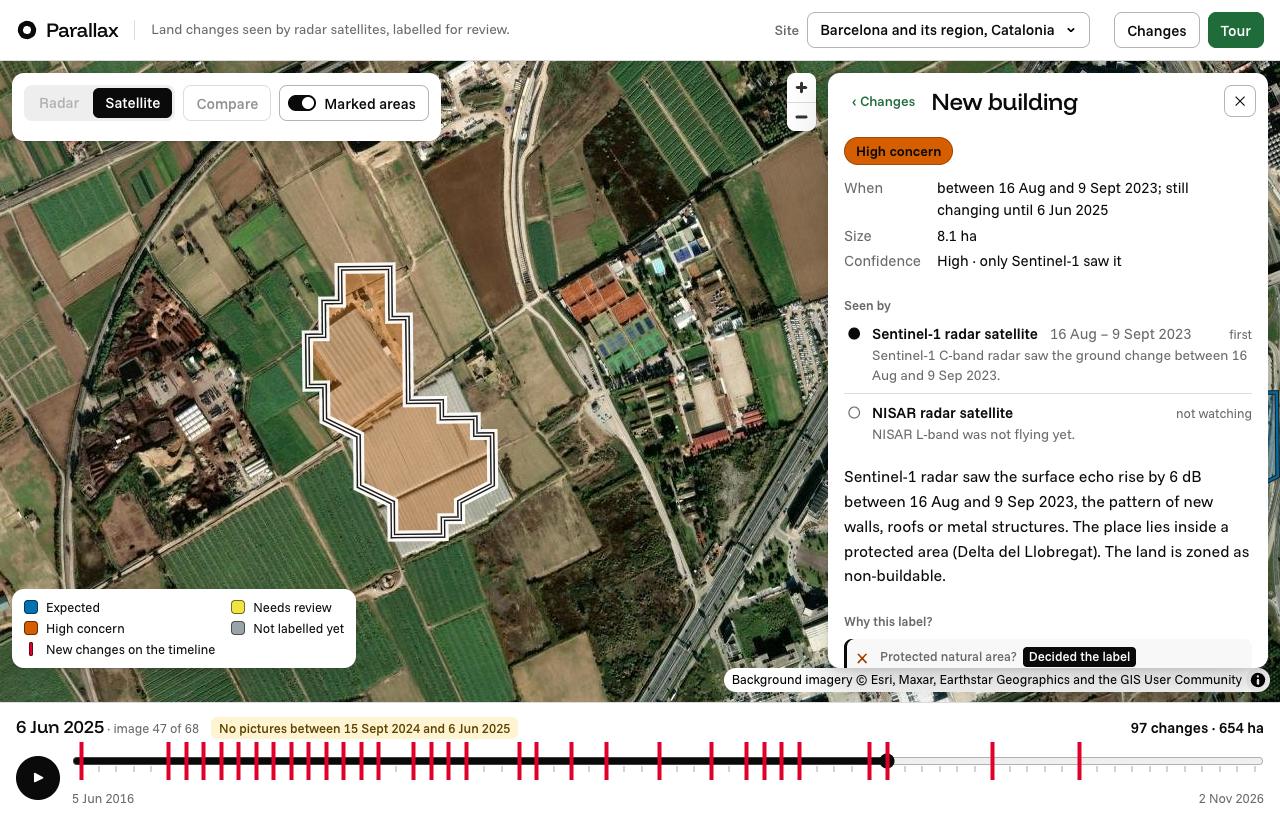 Parallax
Land changes seen by radar satellites, labelled for review.
Site
Barcelona and its region, Catalonia
Changes
Tour
Radar
Satellite
Compare
Marked areas
+
−
‹ Changes
New building
×
High concern
When
between 16 Aug and 9 Sept 2023; still
changing until 6 Jun 2025
Size
8.1 ha
Confidence
High · only Sentinel-1 saw it
Seen by
Sentinel-1 radar satellite 16 Aug – 9 Sept 2023 first
Sentinel-1 C-band radar saw the ground change between 16
Aug and 9 Sep 2023.
NISAR radar satellite not watching
NISAR L-band was not flying yet.
Sentinel-1 radar saw the surface echo rise by 6 dB
between 16 Aug and 9 Sep 2023, the pattern of new
walls, roofs or metal structures. The place lies inside a
protected area (Delta del Llobregat). The land is zoned as
non-buildable.
Why this label?
Protected natural area? Decided the label
Expected
Needs review
High concern
Not labelled yet
New changes on the timeline
Background imagery © Esri, Maxar, Earthstar Geographics and the GIS User Community
6 Jun 2025 · image 47 of 68
No pictures between 15 Sept 2024 and 6 Jun 2025
97 changes · 654 ha
5 Jun 2016
2 Nov 2026